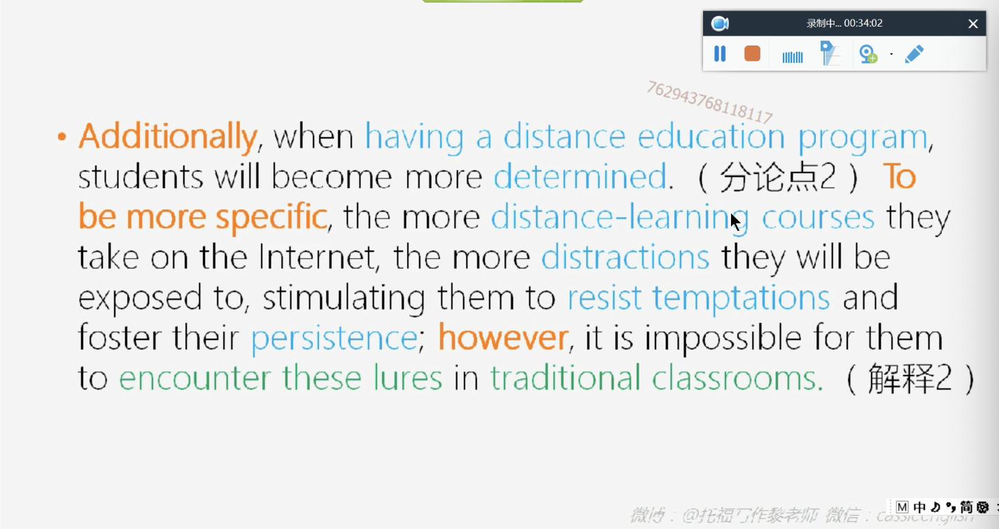 录制中... 00:34:02
762943768118117
• Additionally, when having a distance education program,
students will become more determined. （分论点2） To
be more specific, the more distance-learning courses they
take on the Internet, the more distractions they will be
exposed to, stimulating them to resist temptations and
foster their persistence; however, it is impossible for them
to encounter these lures in traditional classrooms. （解释2）
微博：@托福写作黎老师 微信：
M 中 简